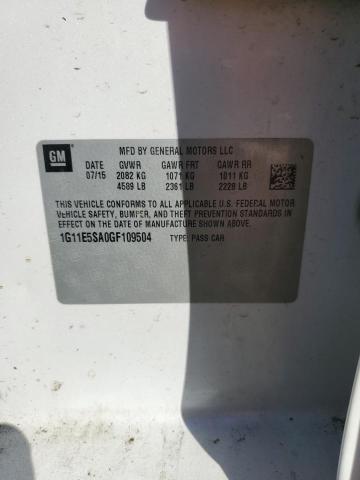 GM
MFD BY GENERAL MOTORS LLC
DATE GVWR GAWR FRT GAWR RR
07/15 2082 KG 1071 KG 1011 KG
4589 LB 2361 LB 2228 LB
THIS VEHICLE CONFORMS TO ALL APPLICABLE U.S. FEDERAL MOTOR
VEHICLE SAFETY, BUMPER, AND THEFT PREVENTION STANDARDS
IN EFFECT ON THE DATE OF MANUFACTURE SHOWN ABOVE.
1G11E5SA0GF109504 TYPE: PASS CAR